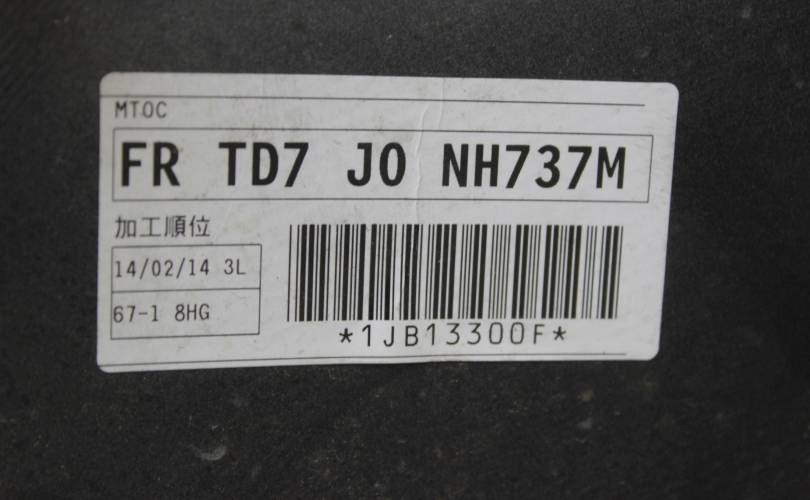 MTOC
FR TD7 J0 NH737M
加工順位
14/02/14 3L
67-1 8HG
*1JB13300F*